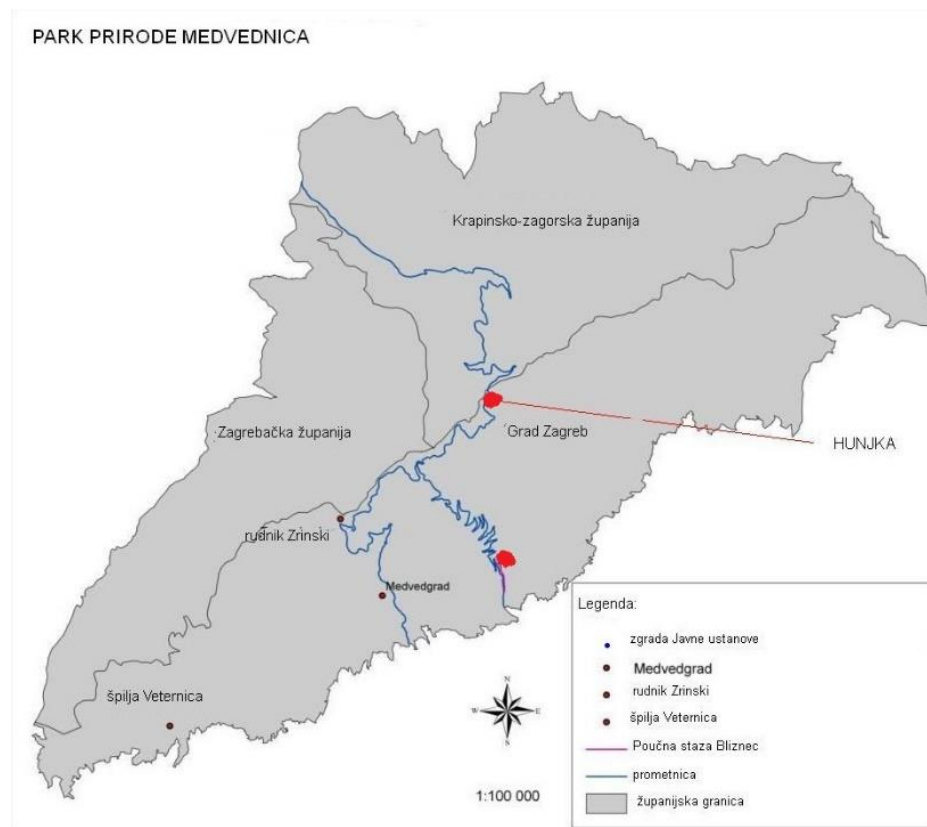 PARK PRIRODE MEDVEDNICA
Krapinsko-zagorska županija
Zagrebačka županija
Grad Zagreb
HUNJKA
rudnik Zrinski
Medvedgrad
špilja Veternica
N
W
E
N
1:100 000
Legenda:
zgrada Javne ustanove
Medvedgrad
rudnik Zrinski
špilja Veternica
Poučna staza Bliznec
prometnica
županijska granica